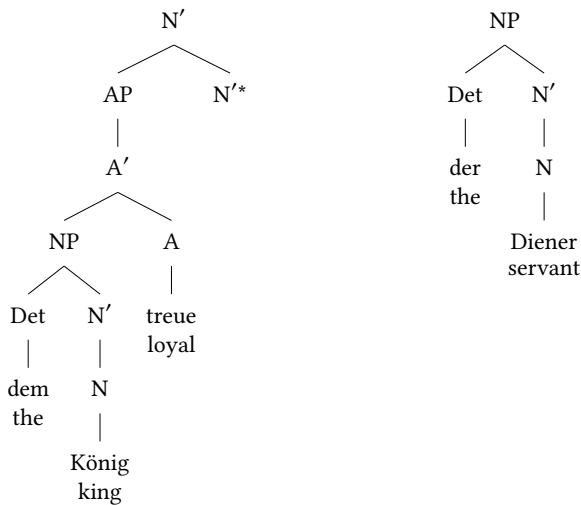 N′ NP
AP N′* Det N′
A′ der N
the
NP A Diener
servant
Det N′ treue
loyal
dem N
the
König
king